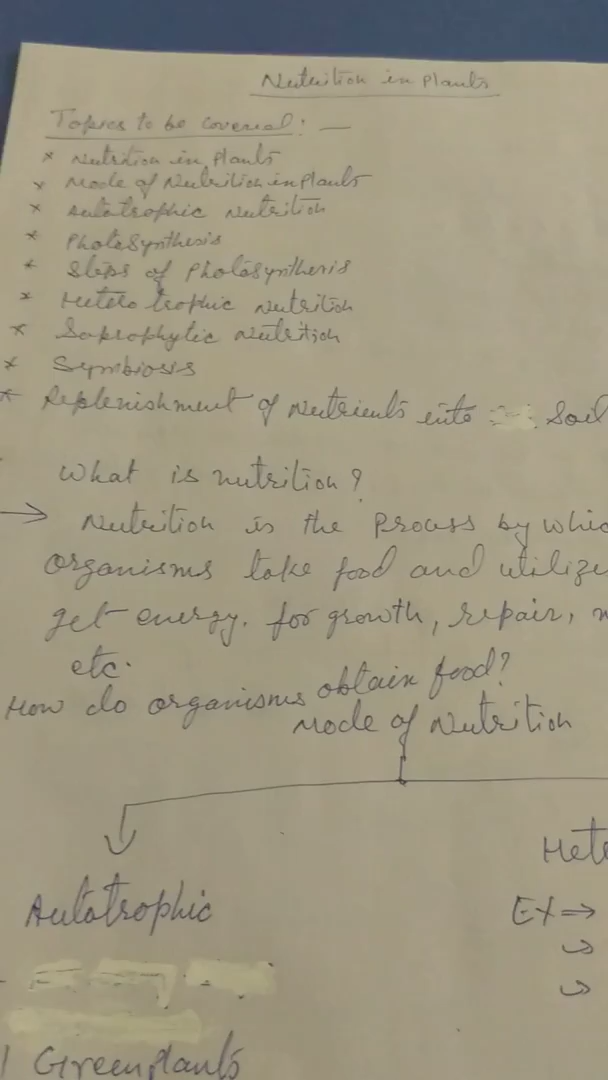 Nutrition in Plants
Topics to be covered: —
* Nutrition in Plants
* Mode of Nutrition in Plants
* Autotrophic Nutrition
* Photosynthesis
* Steps of Photosynthesis
* Heterotrophic Nutrition
* Saprophytic Nutrition
* Symbiosis
* Replenishment of Nutrients into Soil
What is nutrition?
→ Nutrition is the process by whic
organisms take food and utilize
get energy. for growth, repair, m
etc.
How do organisms obtain food?
Mode of Nutrition
Autotrophic
Hete
EX ⇒
Green plants